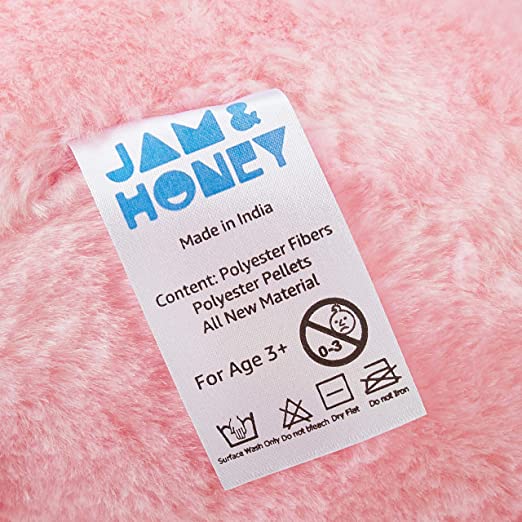 JAM &
HONEY
Made in India
Content: Polyester Fibers
Polyester Pellets
All New Material
For Age 3+
0-3
Surface Wash Only Do not bleach Dry Flat Do not Iron